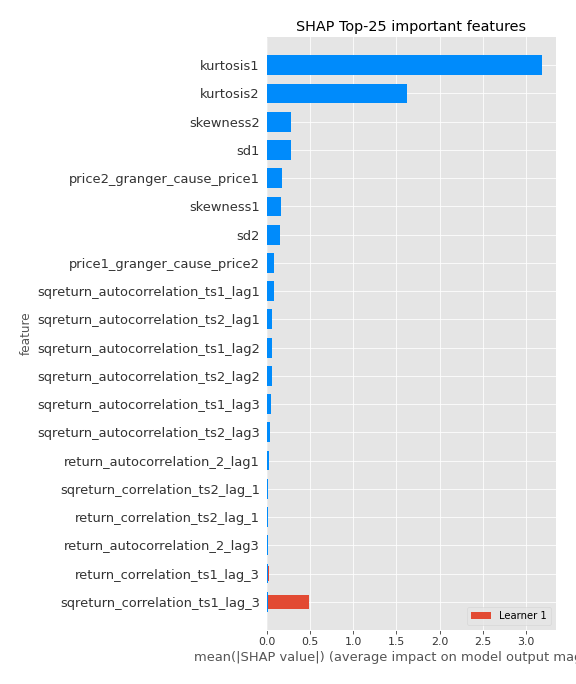 SHAP Top-25 important features
kurtosis1
kurtosis2
skewness2
sd1
price2_granger_cause_price1
skewness1
sd2
price1_granger_cause_price2
sqreturn_autocorrelation_ts1_lag1
sqreturn_autocorrelation_ts2_lag1
sqreturn_autocorrelation_ts1_lag2
sqreturn_autocorrelation_ts2_lag2
sqreturn_autocorrelation_ts1_lag3
sqreturn_autocorrelation_ts2_lag3
return_autocorrelation_2_lag1
sqreturn_correlation_ts2_lag_1
return_correlation_ts2_lag_1
return_autocorrelation_2_lag3
return_correlation_ts1_lag_3
sqreturn_correlation_ts1_lag_3
feature
Learner 1
0.0 0.5 1.0 1.5 2.0 2.5 3.0
mean(|SHAP value|) (average impact on model output mag